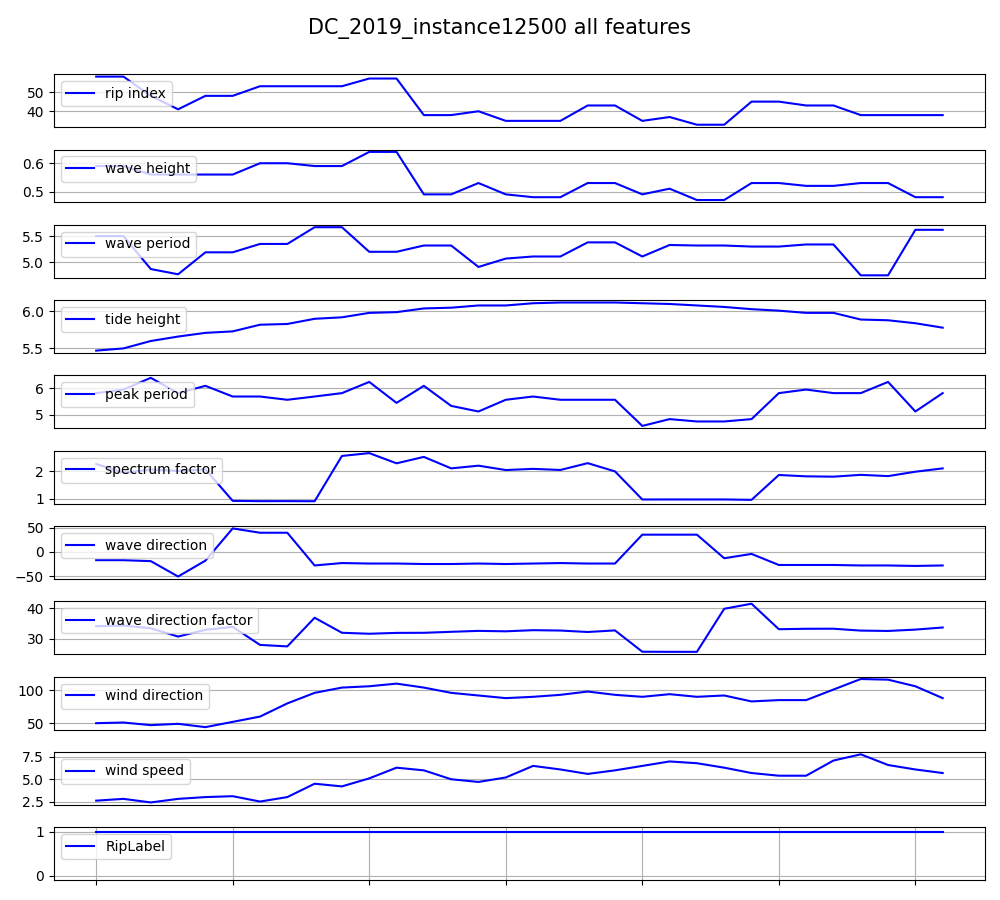 DC_2019_instance12500 all features
50
40
rip index
0.6
0.5
wave height
5.5
5.0
wave period
6.0
5.5
tide height
6
5
peak period
2
1
spectrum factor
50
0
−50
wave direction
40
30
wave direction factor
100
50
wind direction
7.5
5.0
2.5
wind speed
1
0
RipLabel